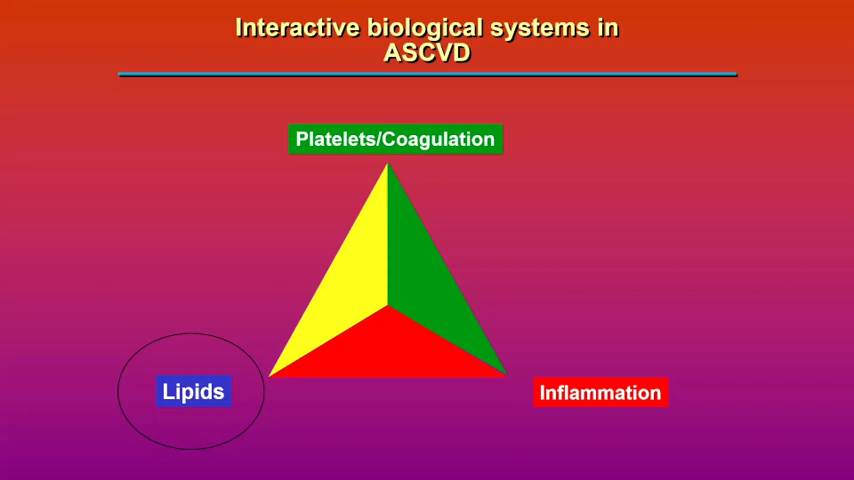 Interactive biological systems in
ASCVD
Platelets/Coagulation
Lipids
Inflammation